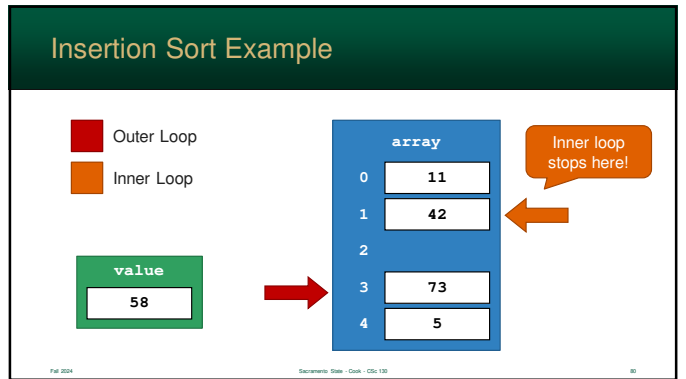 Insertion Sort Example
Outer Loop
Inner Loop
value
58
array
0 11
1 42
2
3 73
4 5
Inner loop
stops here!
Fall 2024
Sacramento State - Cook - CSc 130
80